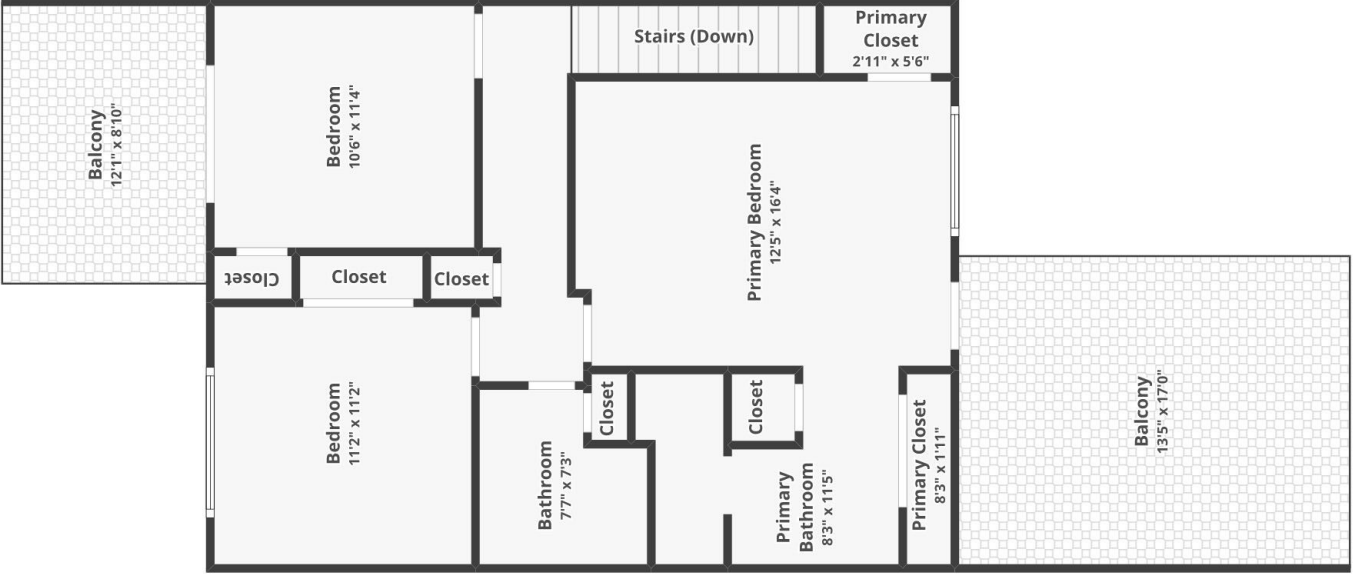 Primary
Closet
2'11" x 5'6"
Stairs (Down)
Bedroom
10'6" x 11'4"
Balcony
12'1" x 8'10"
Primary Bedroom
12'5" x 16'4"
Closet
Closet
Closet
Bedroom
11'2" x 11'2"
Closet
Closet
Bathroom
7'7" x 7'3"
Primary
Bathroom
8'3" x 11'5"
Primary Closet
8'3" x 1'11"
Balcony
13'5" x 17'0"